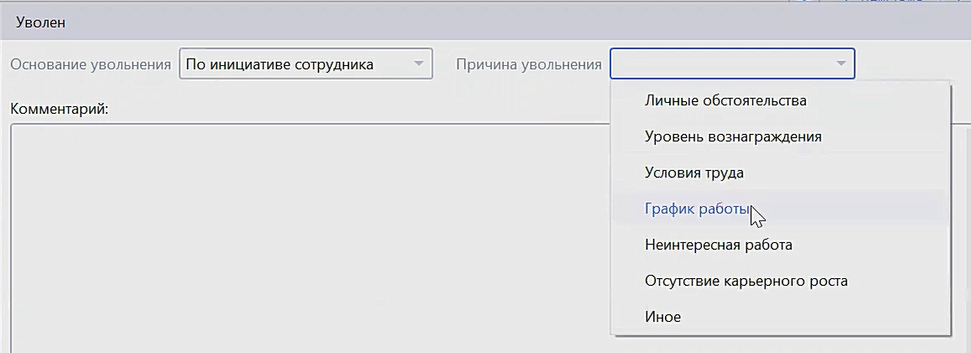 Уволен
Основание увольнения По инициативе сотрудника Причина увольнения
Комментарий:
Личные обстоятельства
Уровень вознаграждения
Условия труда
График работы
Неинтересная работа
Отсутствие карьерного роста
Иное